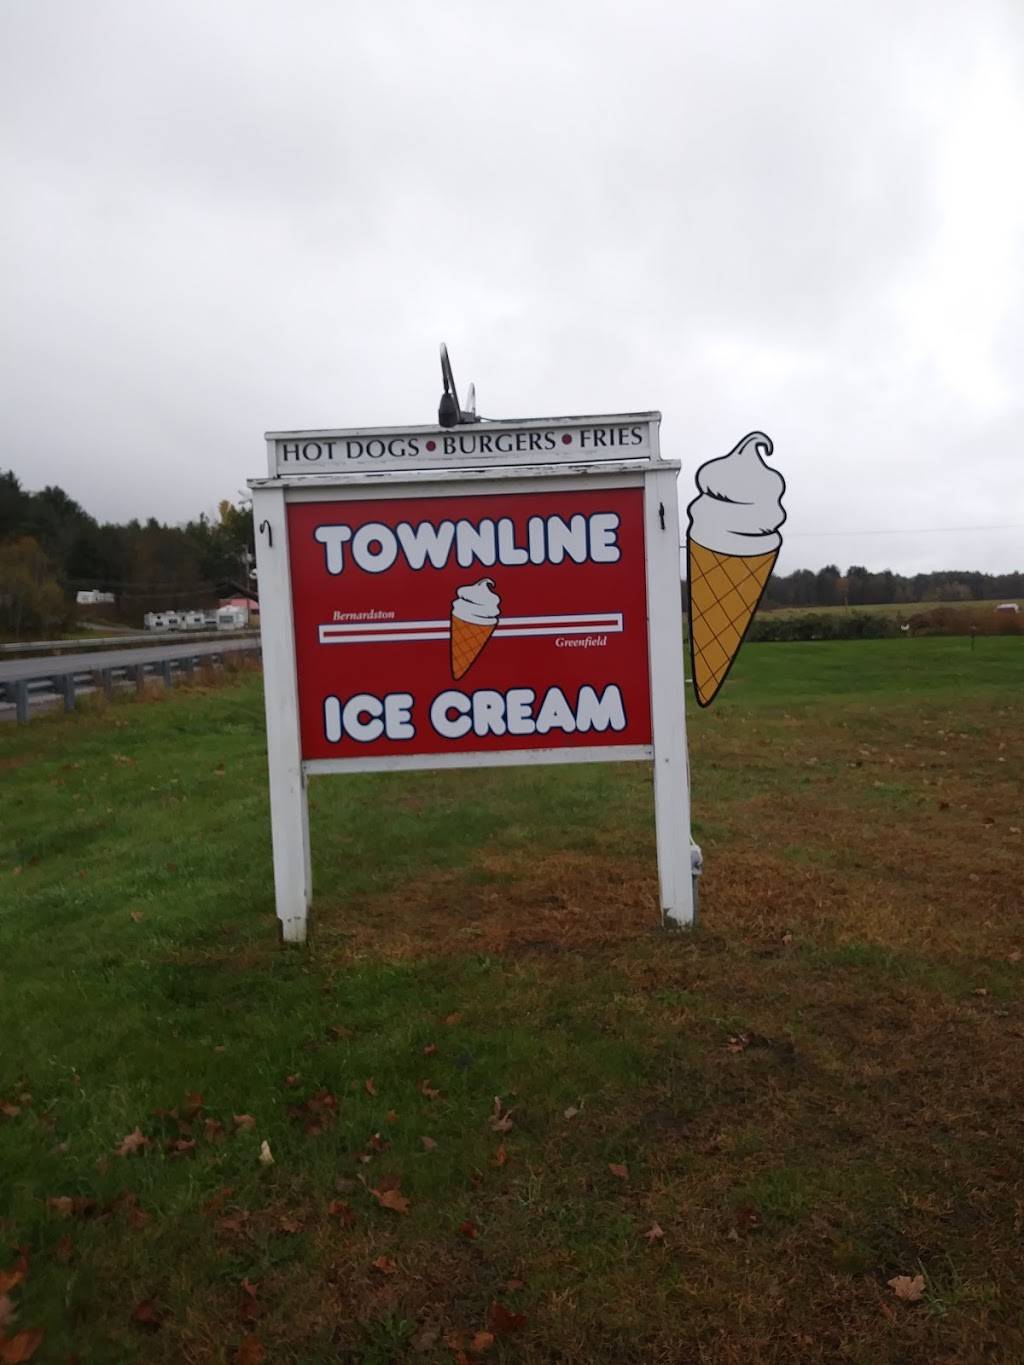 HOT DOGS • BURGERS • FRIES
TOWNLINE
Bernardston
Greenfield
ICE CREAM